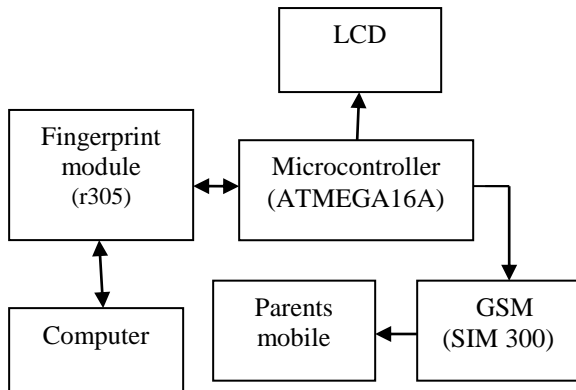 LCD
Fingerprint
module
(r305)
Microcontroller
(ATMEGA16A)
Computer
Parents
mobile
GSM
(SIM 300)